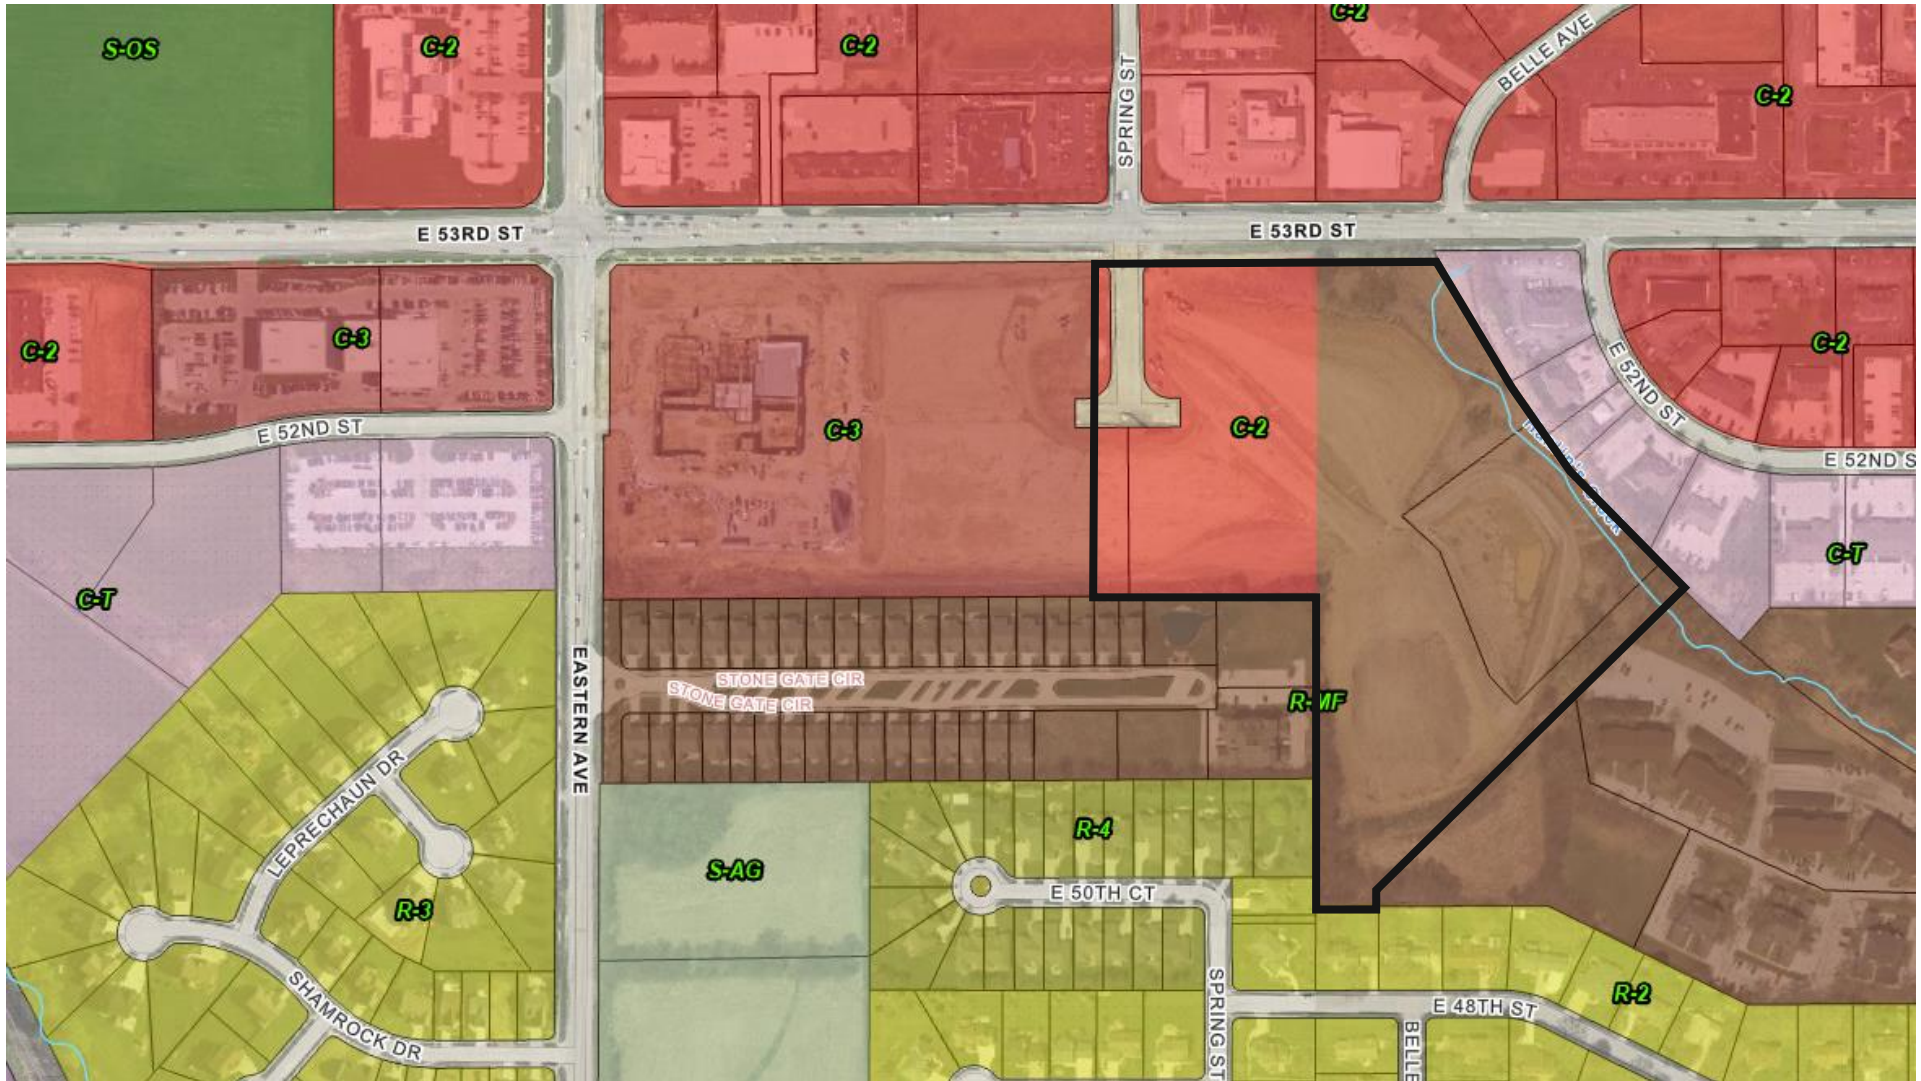 C-2
S-OS
C-2
C-2
BELLE AVE
C-2
SPRING ST
E 53RD ST
E 53RD ST
C-2
C-3
C-2
E 52ND ST
C-2
E 52ND ST
C-3
E 52ND S
C-T
C-T
EASTERN AVE
STONE GATE CIR
STONE GATE CIR
R-MF
LEPRECHAUN DR
R-4
S-AG
E 50TH CT
R-3
SHAMROCK DR
SPRING ST
R-2
E 48TH ST
BELLE